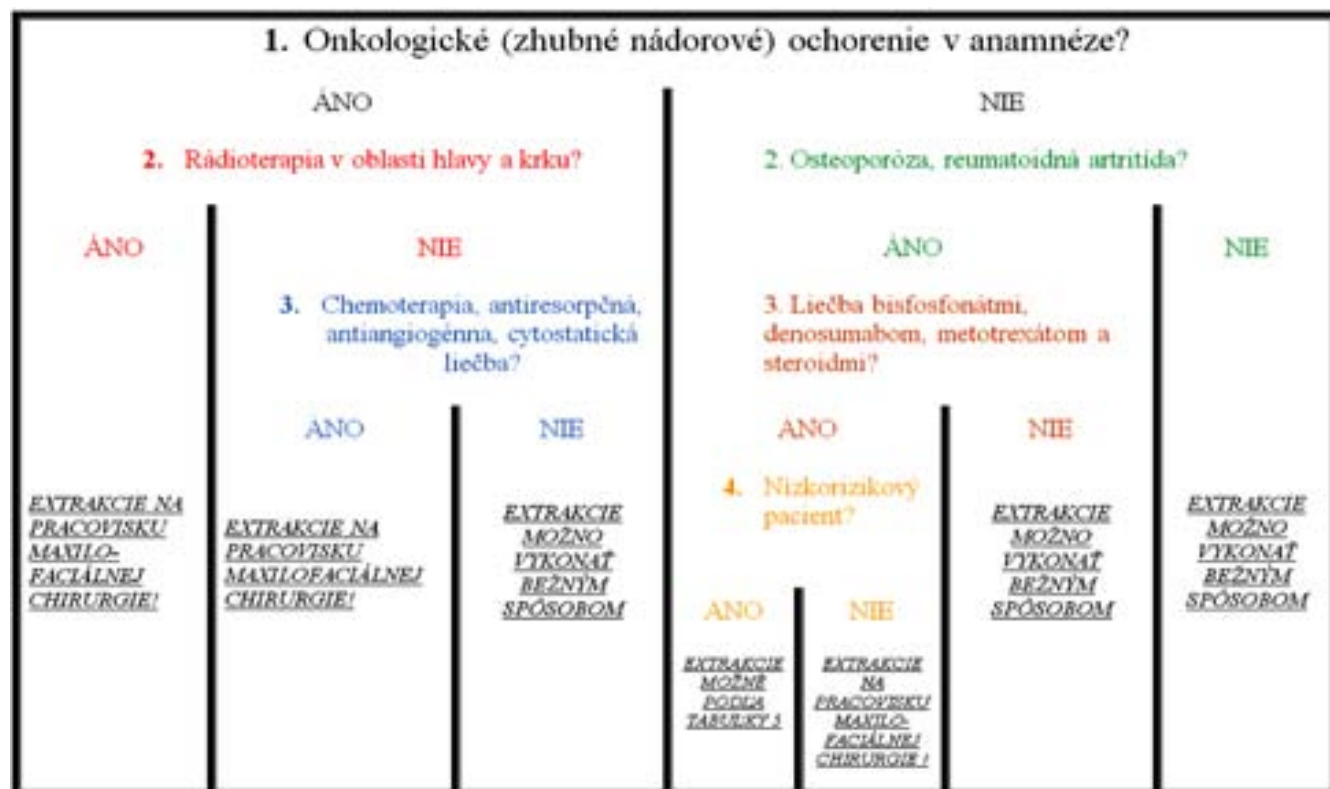 1. Onkologické (zhubné nádorové) ochorenie v anamnéze?
ÁNO
NIE
2. Rádioterapia v oblasti hlavy a krku?
2. Osteoporóza, reumatoidná artritída?
ÁNO
NIE
ÁNO
NIE
3. Chemoterapia, antiresorpčná,
antiangiogénna, cytostatická
liečba?
3. Liečba bisfosfonátmi,
denosumabom, metotrexátom a
steroidmi?
ÁNO
NIE
ÁNO
NIE
4. Nízkorizikový
pacient?
EXTRAKCIE NA
PRACOVISKU
MAXILO-
FACIÁLNEJ
CHIRURGIE!
EXTRAKCIE NA
PRACOVISKU
MAXILOFACIÁLNEJ
CHIRURGIE!
EXTRAKCIE
MOŽNO
VYKONAŤ
BEŽNÝM
SPÔSOBOM
EXTRAKCIE
MOŽNO
VYKONAŤ
BEŽNÝM
SPÔSOBOM
EXTRAKCIE
MOŽNO
VYKONAŤ
BEŽNÝM
SPÔSOBOM
ÁNO
NIE
EXTRAKCIE
MOŽNÉ
PODĽA
TABUĽKY
EXTRAKCIE
NA
PRACOVISKU
MAXILO-
FACIÁLNEJ
CHIRURGIE !